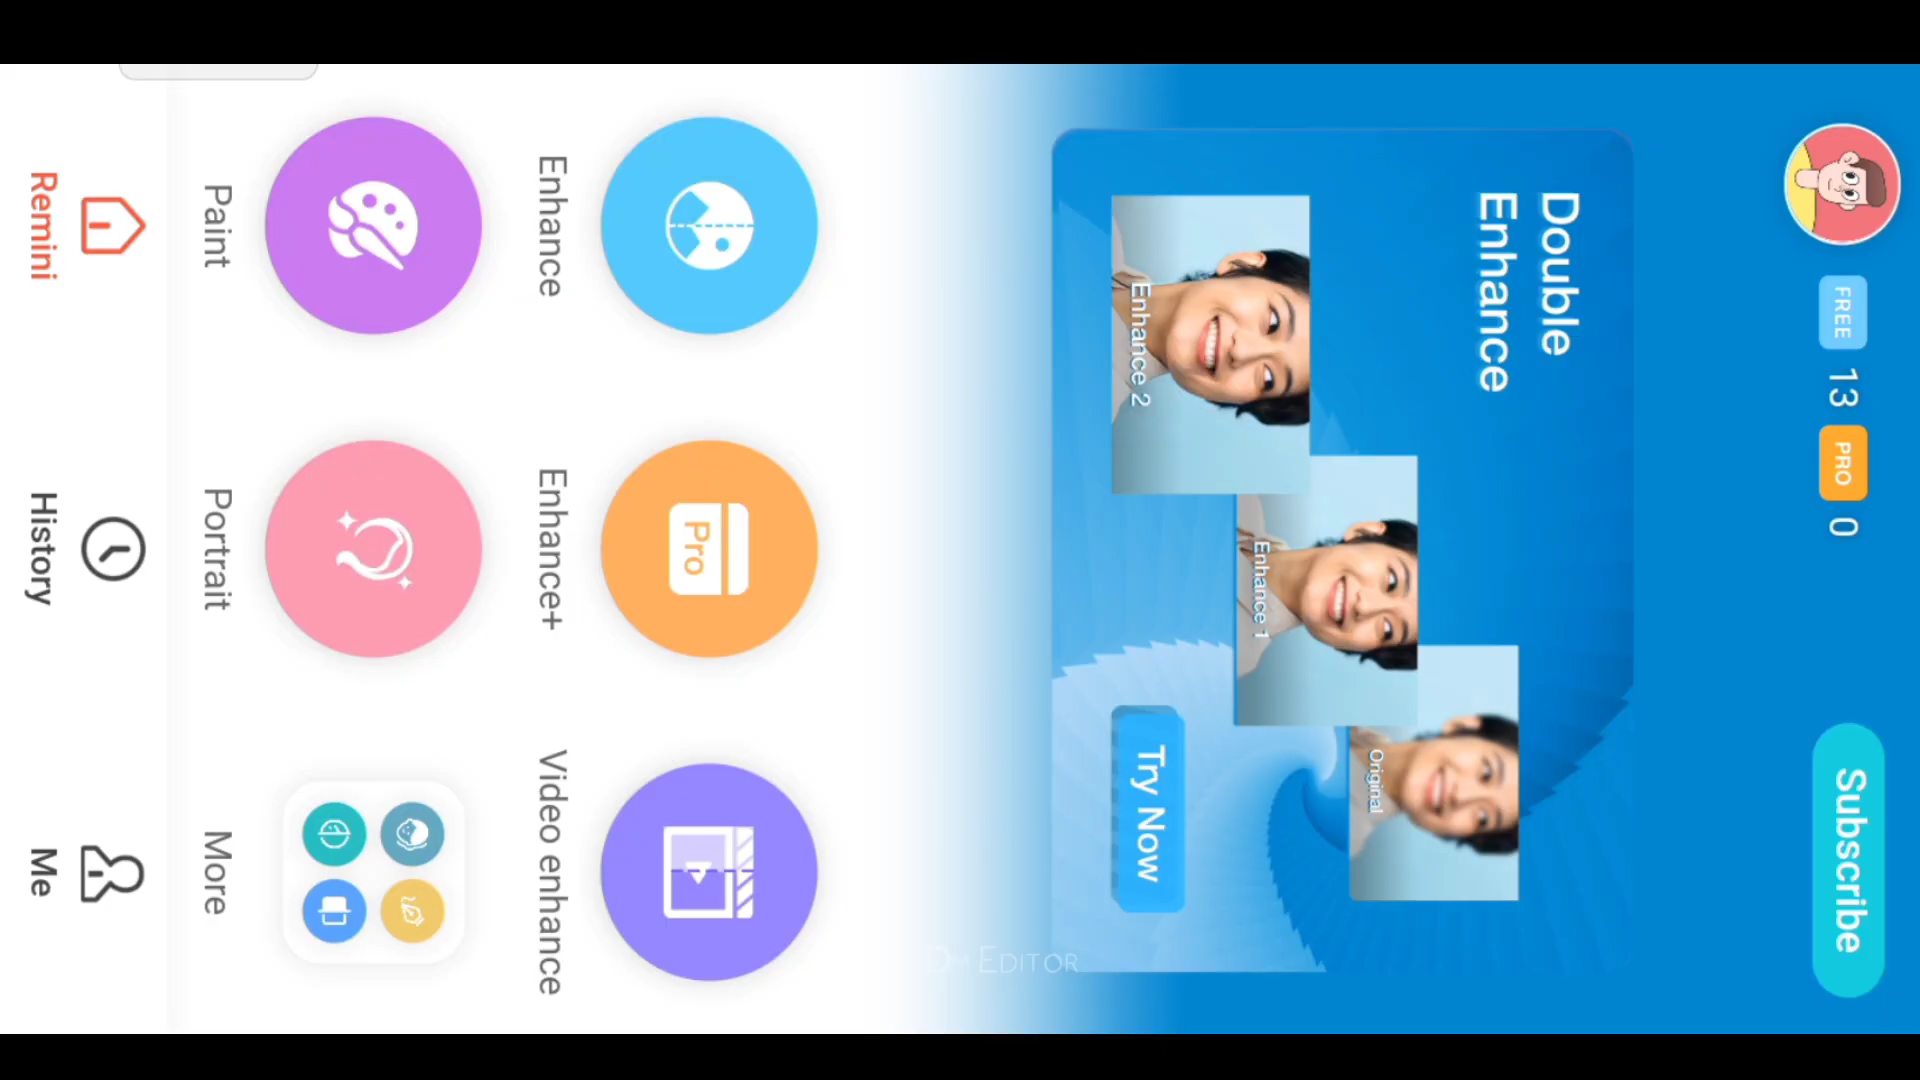 FREE 13 PRO 0
Subscribe
Double
Enhance
Original
Enhance 1
Enhance 2
Try Now
Pro
Enhance
Enhance+
Video enhance
Paint
Portrait
More
Remini
History
Me
EDITOR